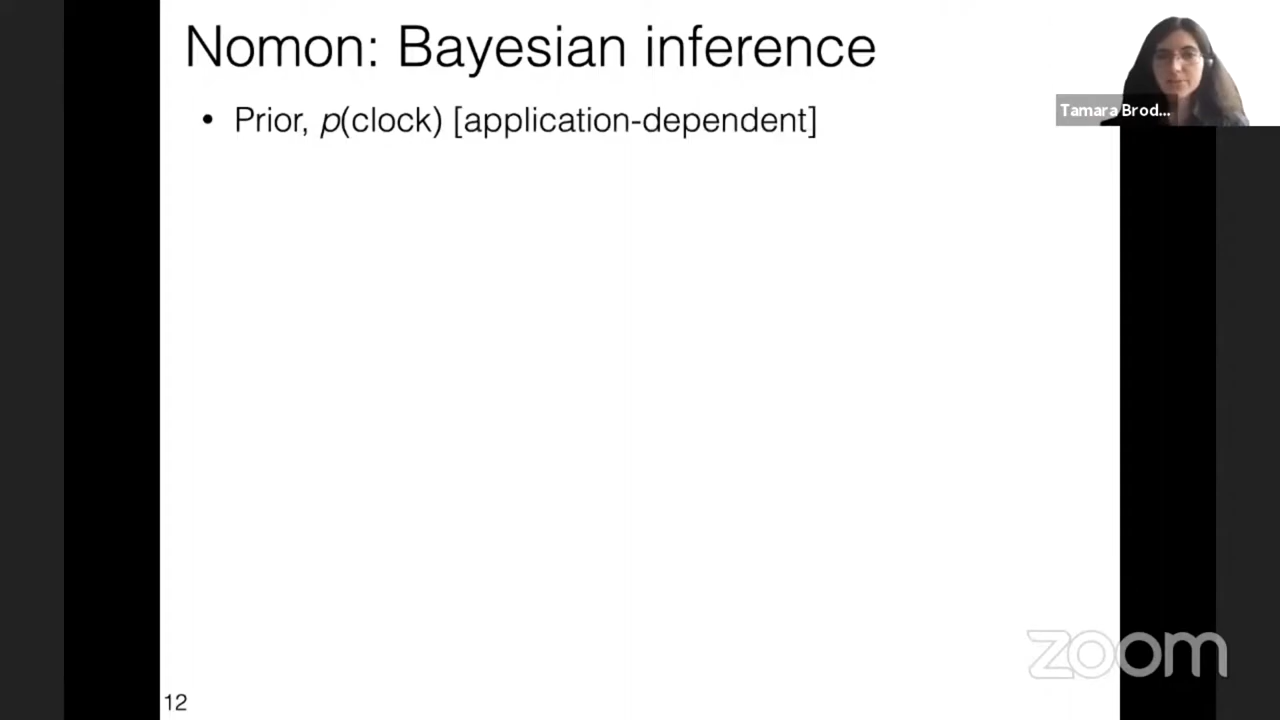 Nomon: Bayesian inference
• Prior, p(clock) [application-dependent]
Tamara Brod...
zoom
12